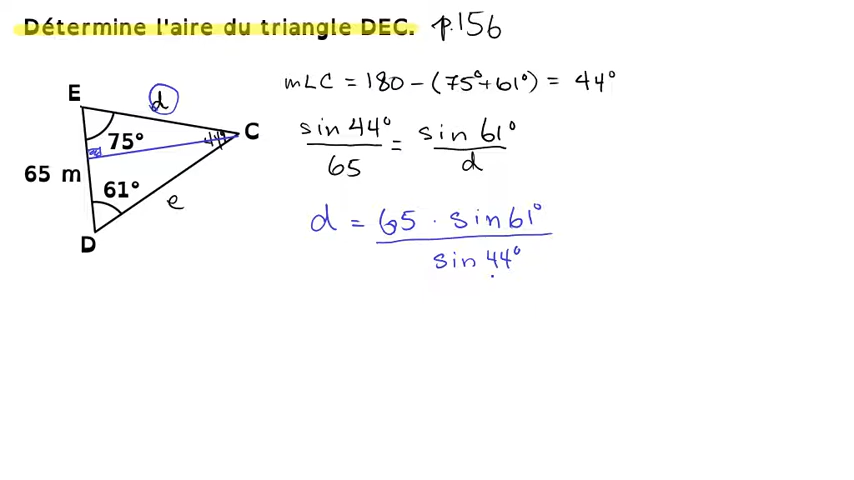 Détermine l'aire du triangle DEC. p.156
m∠C = 180 - (75° + 61°) = 44°
E
d
C
75°
44°
65 m
61°
e
D
sin 44° / 65 = sin 61° / d
d = 65 · sin 61° / sin 44°